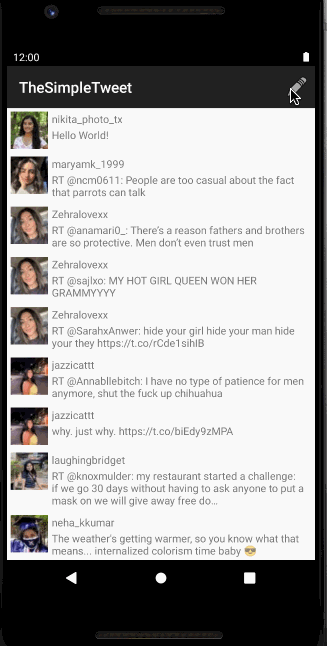 12:00
TheSimpleTweet
nikita_photo_tx
Hello World!
maryamk_1999
RT @ncm0611: People are too casual about the fact
that parrots can talk
Zehralovexx
RT @anamari0_: There's a reason fathers and brothers
are so protective. Men don't even trust men
Zehralovexx
RT @sajlxo: MY HOT GIRL QUEEN WON HER
GRAMMYYYY
Zehralovexx
RT @SarahxAnwer: hide your girl hide your man hide
your they https://t.co/rCde1sihIB
jazzicattt
RT @Annabllebitch: I have no type of patience for men
anymore, shut the fuck up chihuahua
jazzicattt
why. just why. https://t.co/biEdy9zMPA
laughingbridget
RT @knoxmulder: my restaurant started a challenge:
if we go 30 days without having to ask anyone to put a
mask on we will give away free do...
neha_kkumar
The weather's getting warmer, so you know what that
means... internalized colorism time baby 😎